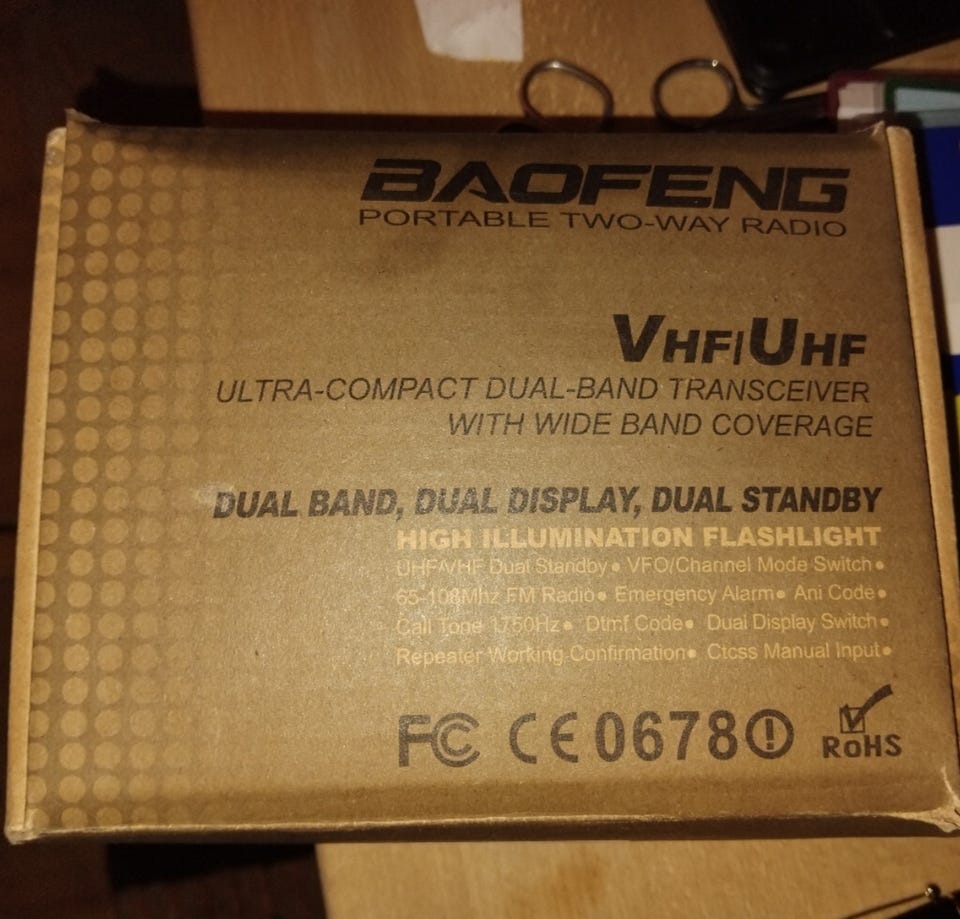 BAOFENG
PORTABLE TWO-WAY RADIO
VHF/UHF
ULTRA-COMPACT DUAL-BAND TRANSCEIVER
WITH WIDE BAND COVERAGE
DUAL BAND, DUAL DISPLAY, DUAL STANDBY
HIGH ILLUMINATION FLASHLIGHT
UHF/VHF Dual Standby• VFO/Channel Mode Switch•
65-108Mhz FM Radio• Emergency Alarm• Ani Code•
Call Tone 1750Hz• Dtmf Code• Dual Display Switch•
Repeater Working Confirmation• Ctcss Manual Input•
FC CE0678 RoHS